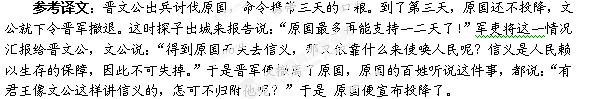 参考译文：晋文公出兵讨伐原国，命令携带三天的口粮。到了第三天，原国还不投降，文
公就下令晋军撤退。这时探子出城来报告说：“原国最多再能支持一二天了！”军吏将这一情况
汇报给晋文公，文公说：“得到原国而失去信义，那又依靠什么来使唤人民呢？信义是人民赖
以生存的保障，因此不可失掉。”于是晋军便撤离了原国，原国的百姓听说这件事，都说：“有
君王像文公这样讲信义的，怎可不归附他呢？”于是 原国便宣布投降了。